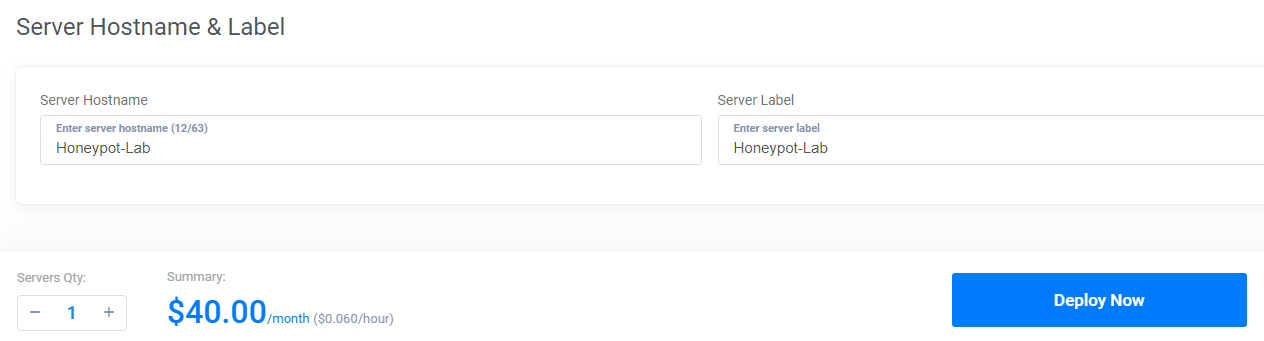 Server Hostname & Label
Server Hostname
Enter server hostname (12/63)
Honeypot-Lab
Server Label
Enter server label
Honeypot-Lab
Servers Qty:
− 1 +
Summary:
$40.00/month ($0.060/hour)
Deploy Now